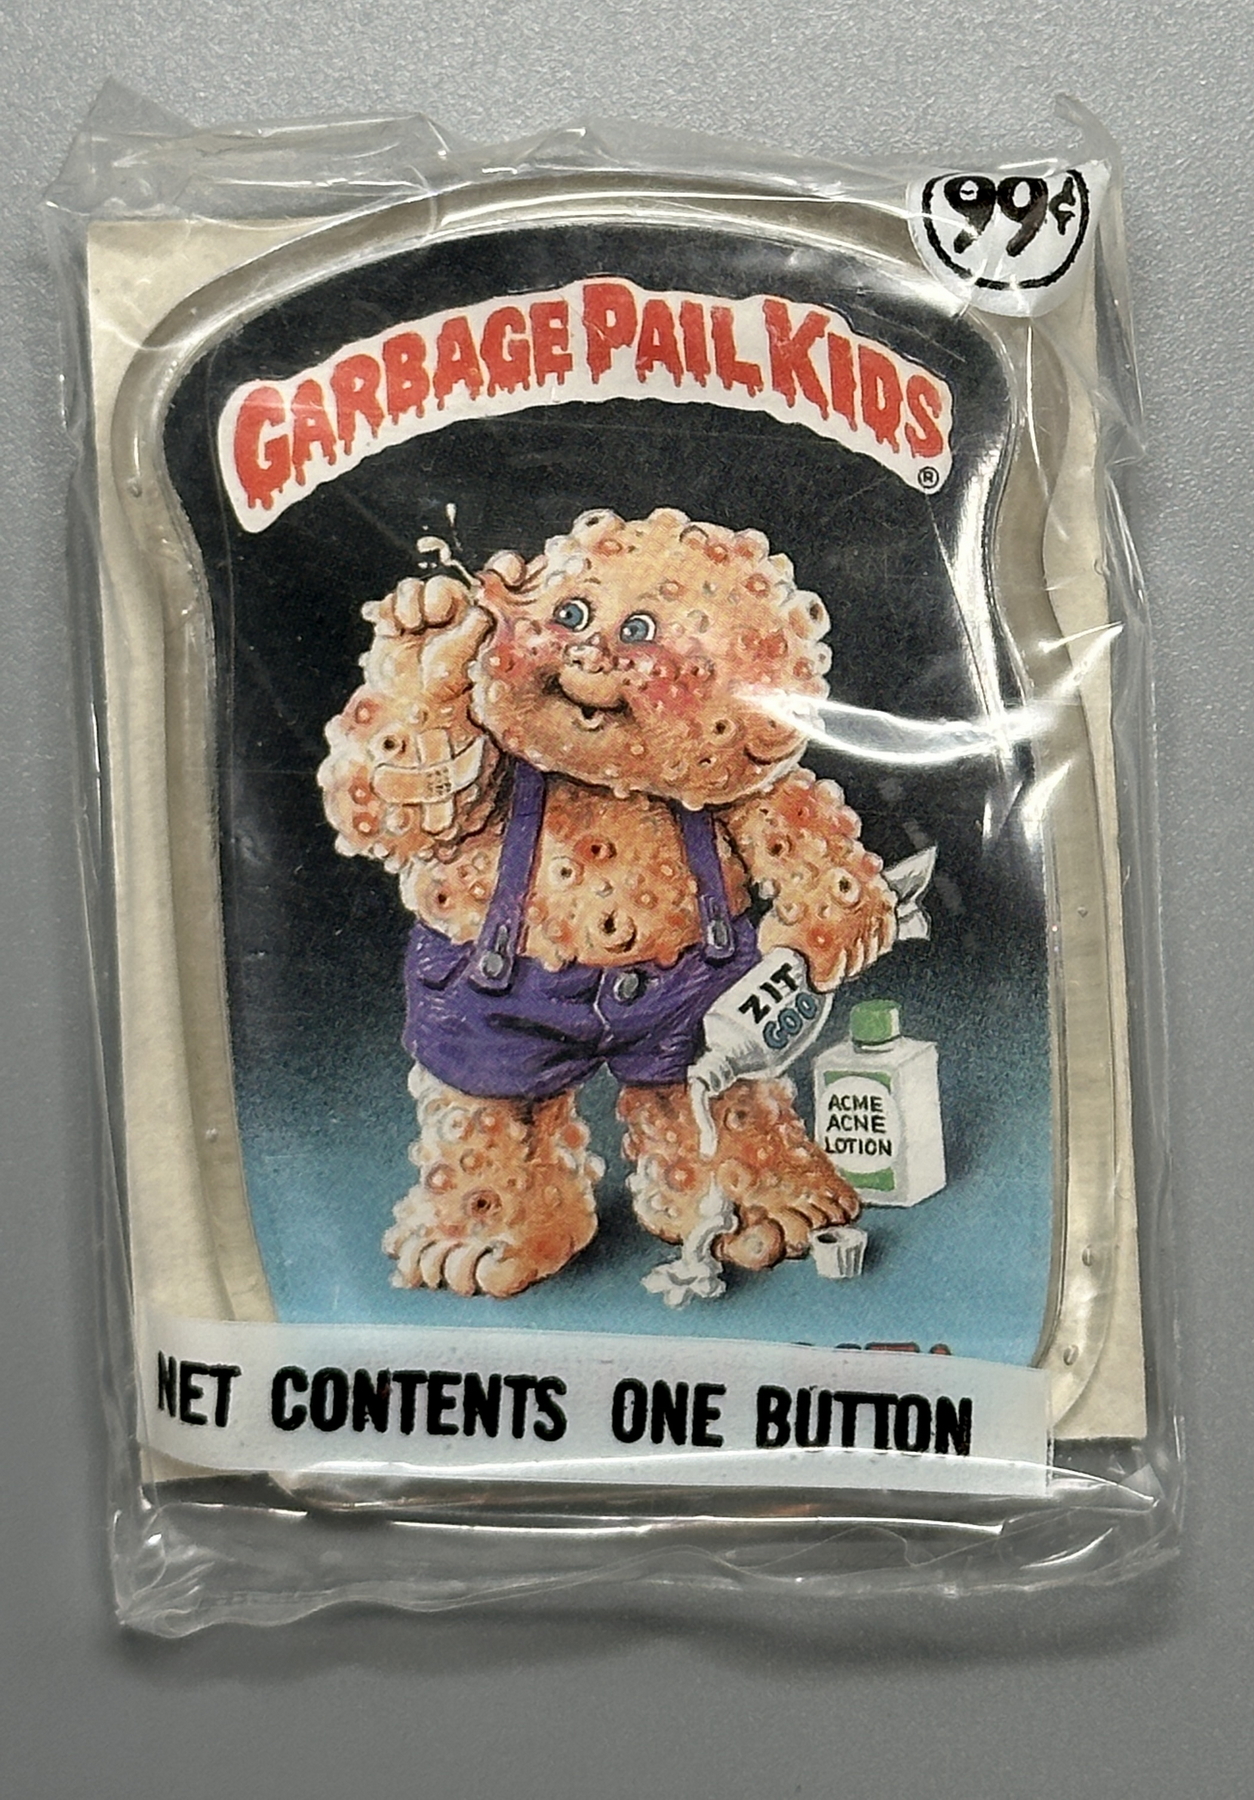 99¢
GARBAGE PAIL KIDS
®
ZIT
GOO
ACME
ACNE
LOTION
NET CONTENTS ONE BUTTON